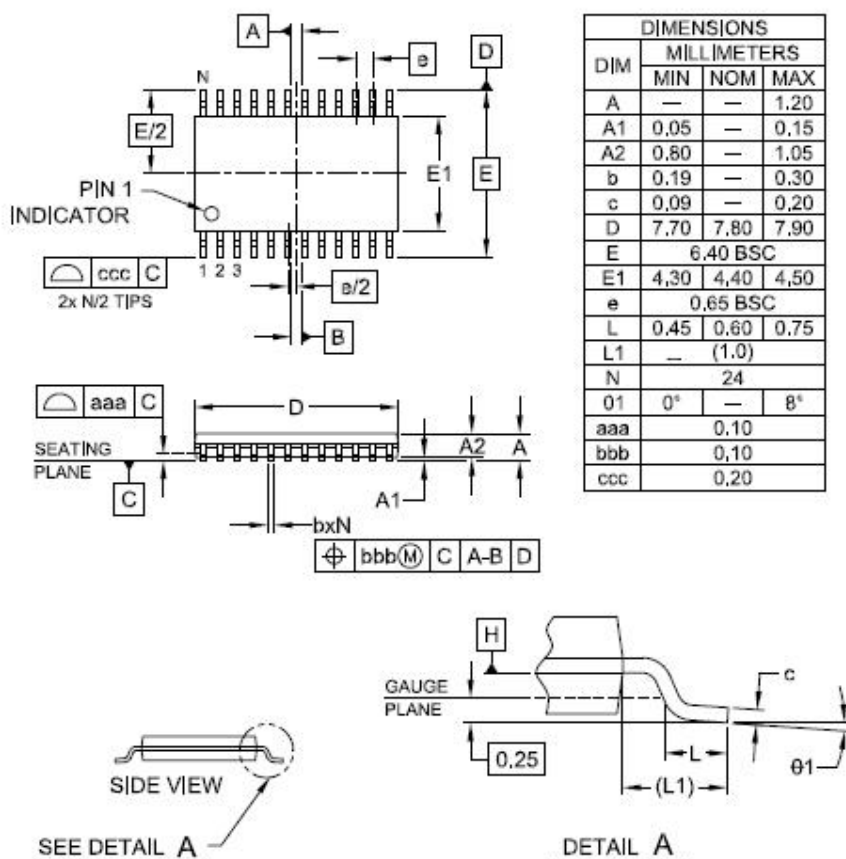 A
e
D
N
E/2
E1
E
PIN 1
INDICATOR
ccc C
2x N/2 TIPS
1 2 3
e/2
B
DIMENSIONS
DIM MILLIMETERS
MIN NOM MAX
A — — 1.20
A1 0.05 — 0.15
A2 0.80 — 1.05
b 0.19 — 0.30
c 0.09 — 0.20
D 7.70 7.80 7.90
E 6.40 BSC
E1 4.30 4.40 4.50
e 0.65 BSC
L 0.45 0.60 0.75
L1 — (1.0)
N 24
01 0° — 8°
aaa 0.10
bbb 0.10
ccc 0.20
aaa C
D
SEATING
PLANE
C
A2 A
A1
bxN
⌖ bbbⓂ C A-B D
SIDE VIEW
SEE DETAIL A
H
GAUGE
PLANE
0.25
c
L
(L1)
θ1
DETAIL A